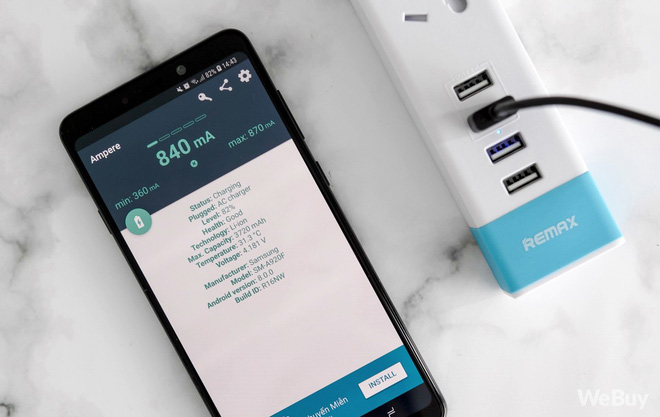 82% 14:43
Ampere
840 mA
min: 360 mA
max: 870 mA
Status: Charging
Plugged: AC charger
Level: 82%
Health: Good
Technology: Li-ion
Max. Capacity: 3720 mAh
Temperature: 31.3 °C
Voltage: 4.181 V
Manufacturer: Samsung
Model: SM-A920F
Android version: 8.0.0
Build ID: R16NW
INSTALL
Miền
REMAX
WeBuy